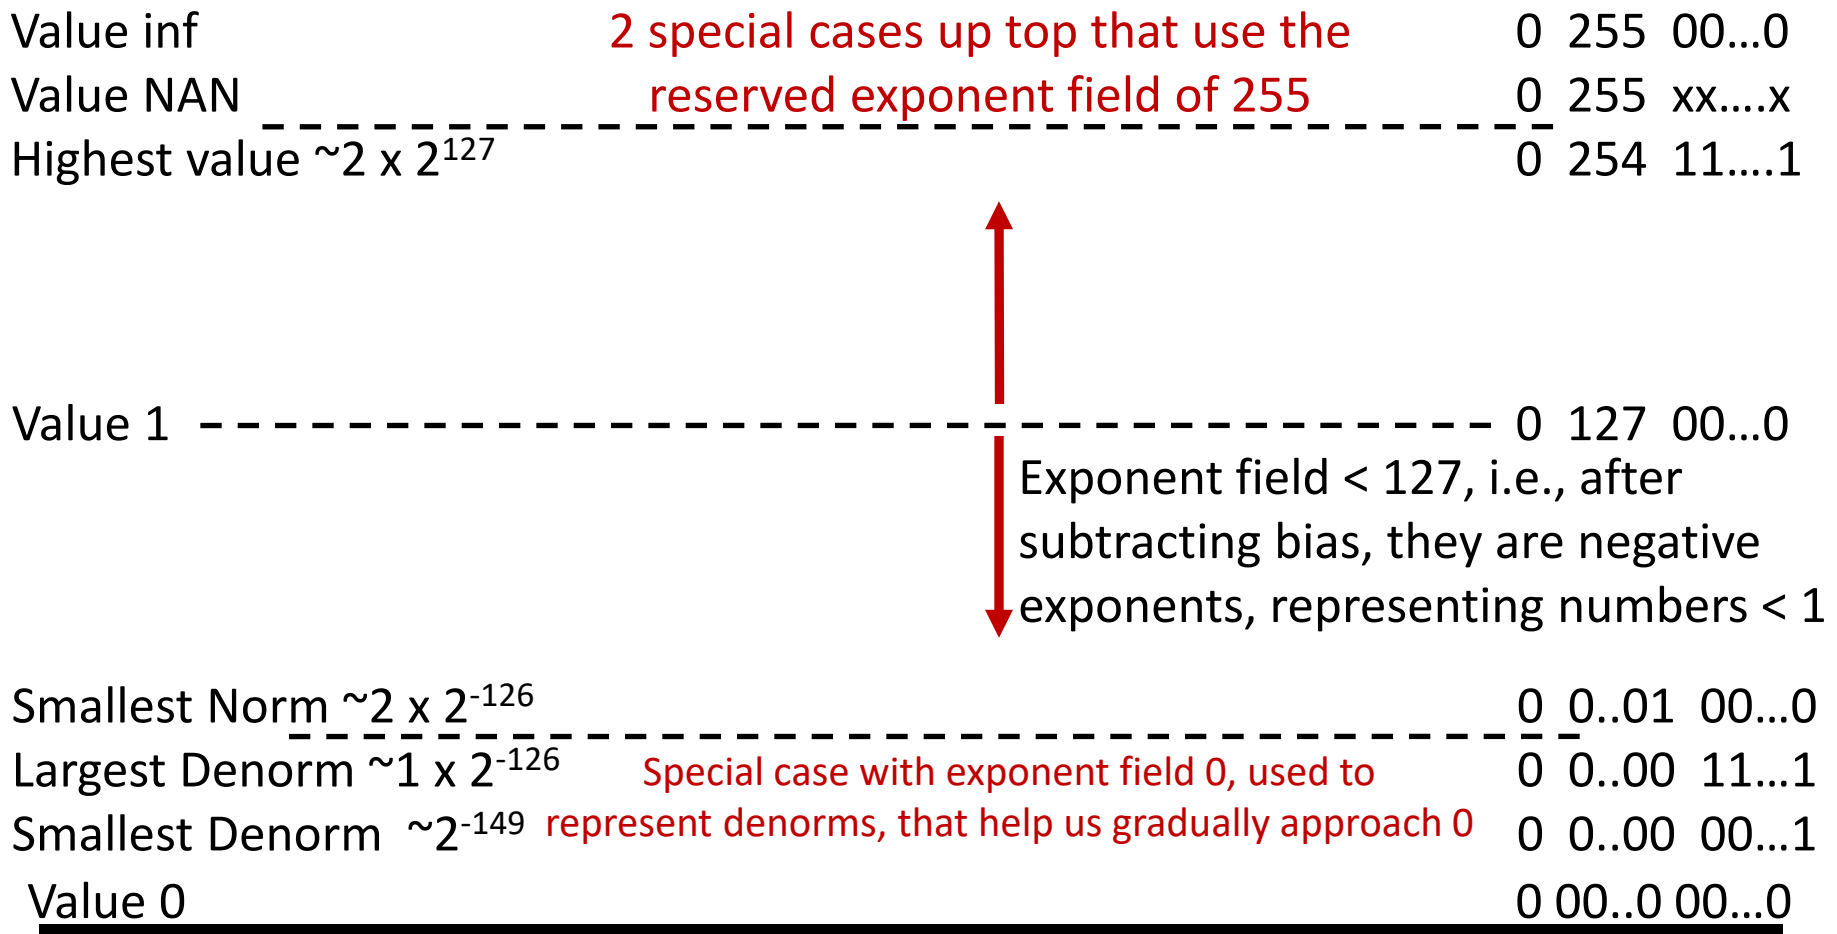 Value inf 2 special cases up top that use the 0 255 00...0
Value NAN reserved exponent field of 255 0 255 xx....x
Highest value ~2 x 2^127 0 254 11....1
Value 1 0 127 00...0
Exponent field < 127, i.e., after
subtracting bias, they are negative
exponents, representing numbers < 1
Smallest Norm ~2 x 2^-126 0 0..01 00...0
Largest Denorm ~1 x 2^-126 Special case with exponent field 0, used to 0 0..00 11...1
Smallest Denorm ~2^-149 represent denorms, that help us gradually approach 0 0 0..00 00...1
Value 0 0 00..0 00...0